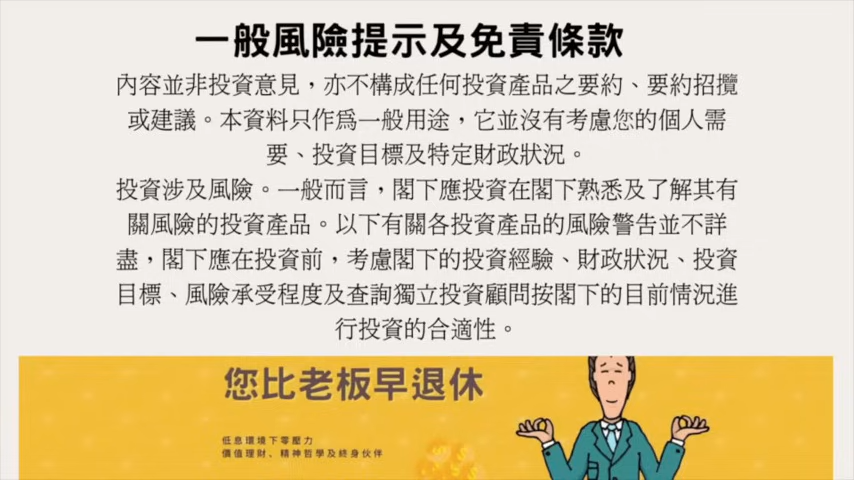 一般風險提示及免責條款
內容並非投資意見，亦不構成任何投資產品之要約、要約招攬
或建議。本資料只作爲一般用途，它並沒有考慮您的個人需
要、投資目標及特定財政狀況。
投資涉及風險。一般而言，閣下應投資在閣下熟悉及了解其有
關風險的投資產品。以下有關各投資產品的風險警告並不詳
盡，閣下應在投資前，考慮閣下的投資經驗、財政狀況、投資
目標、風險承受程度及查詢獨立投資顧問按閣下的目前情況進
行投資的合適性。
您比老板早退休
低息環境下零壓力
價值理財、精神哲學及終身伙伴